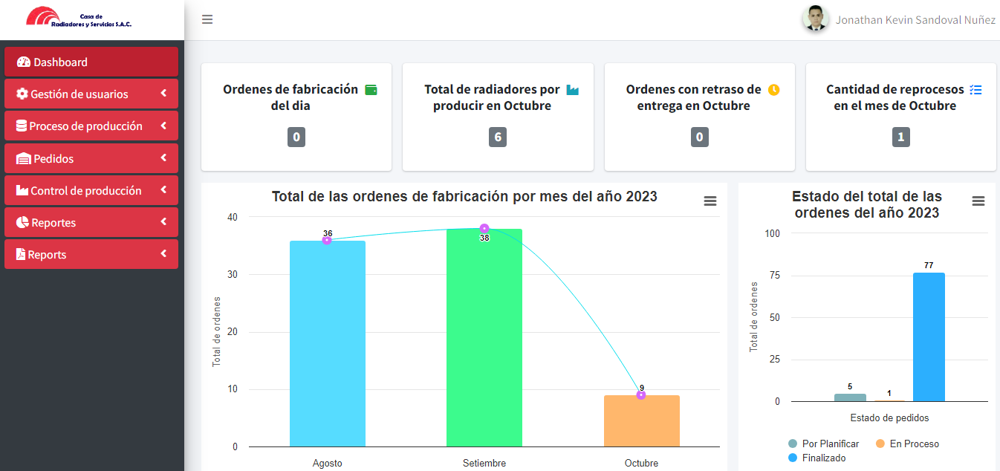 Casa de
Radiadores y Servicios S.A.C.
Jonathan Kevin Sandoval Nuñez
Dashboard
Gestión de usuarios
Proceso de producción
Pedidos
Control de producción
Reportes
Reports
Ordenes de fabricación
del dia
0
Total de radiadores por
producir en Octubre
6
Ordenes con retraso de
entrega en Octubre
0
Cantidad de reprocesos
en el mes de Octubre
1
Total de las ordenes de fabricación por mes del año 2023
Total de ordenes
40
30
20
10
0
36
38
9
Agosto
Setiembre
Octubre
Estado del total de las
ordenes del año 2023
Total de ordenes
100
75
50
25
0
5
1
77
Estado de pedidos
Por Planificar
En Proceso
Finalizado